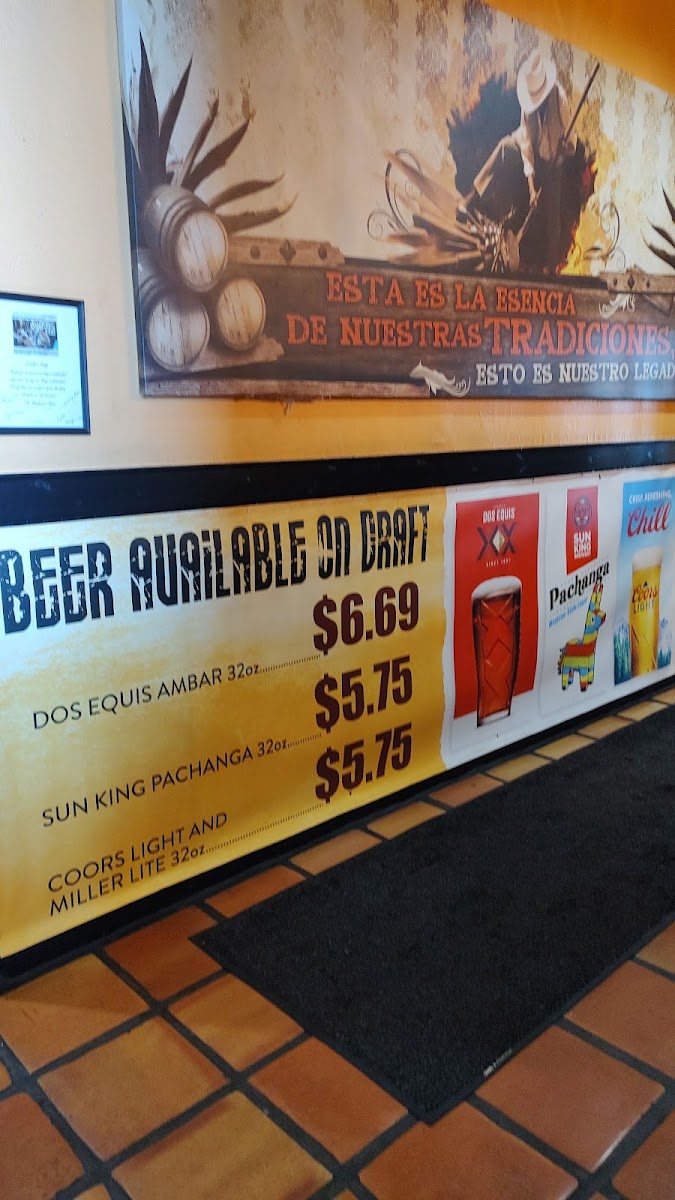 ESTA ES LA ESENCIA
DE NUESTRAS TRADICIONES,
ESTO ES NUESTRO LEGAD
BEER AVAILABLE ON DRAFT
$6.69
DOS EQUIS AMBAR 32oz
$5.75
SUN KING PACHANGA 32oz
$5.75
COORS LIGHT AND
MILLER LITE 32oz
DOS EQUIS
XX
SUN
KING
Pachanga
CRISP, REFRESHING,
Chill
Coors
LIGHT